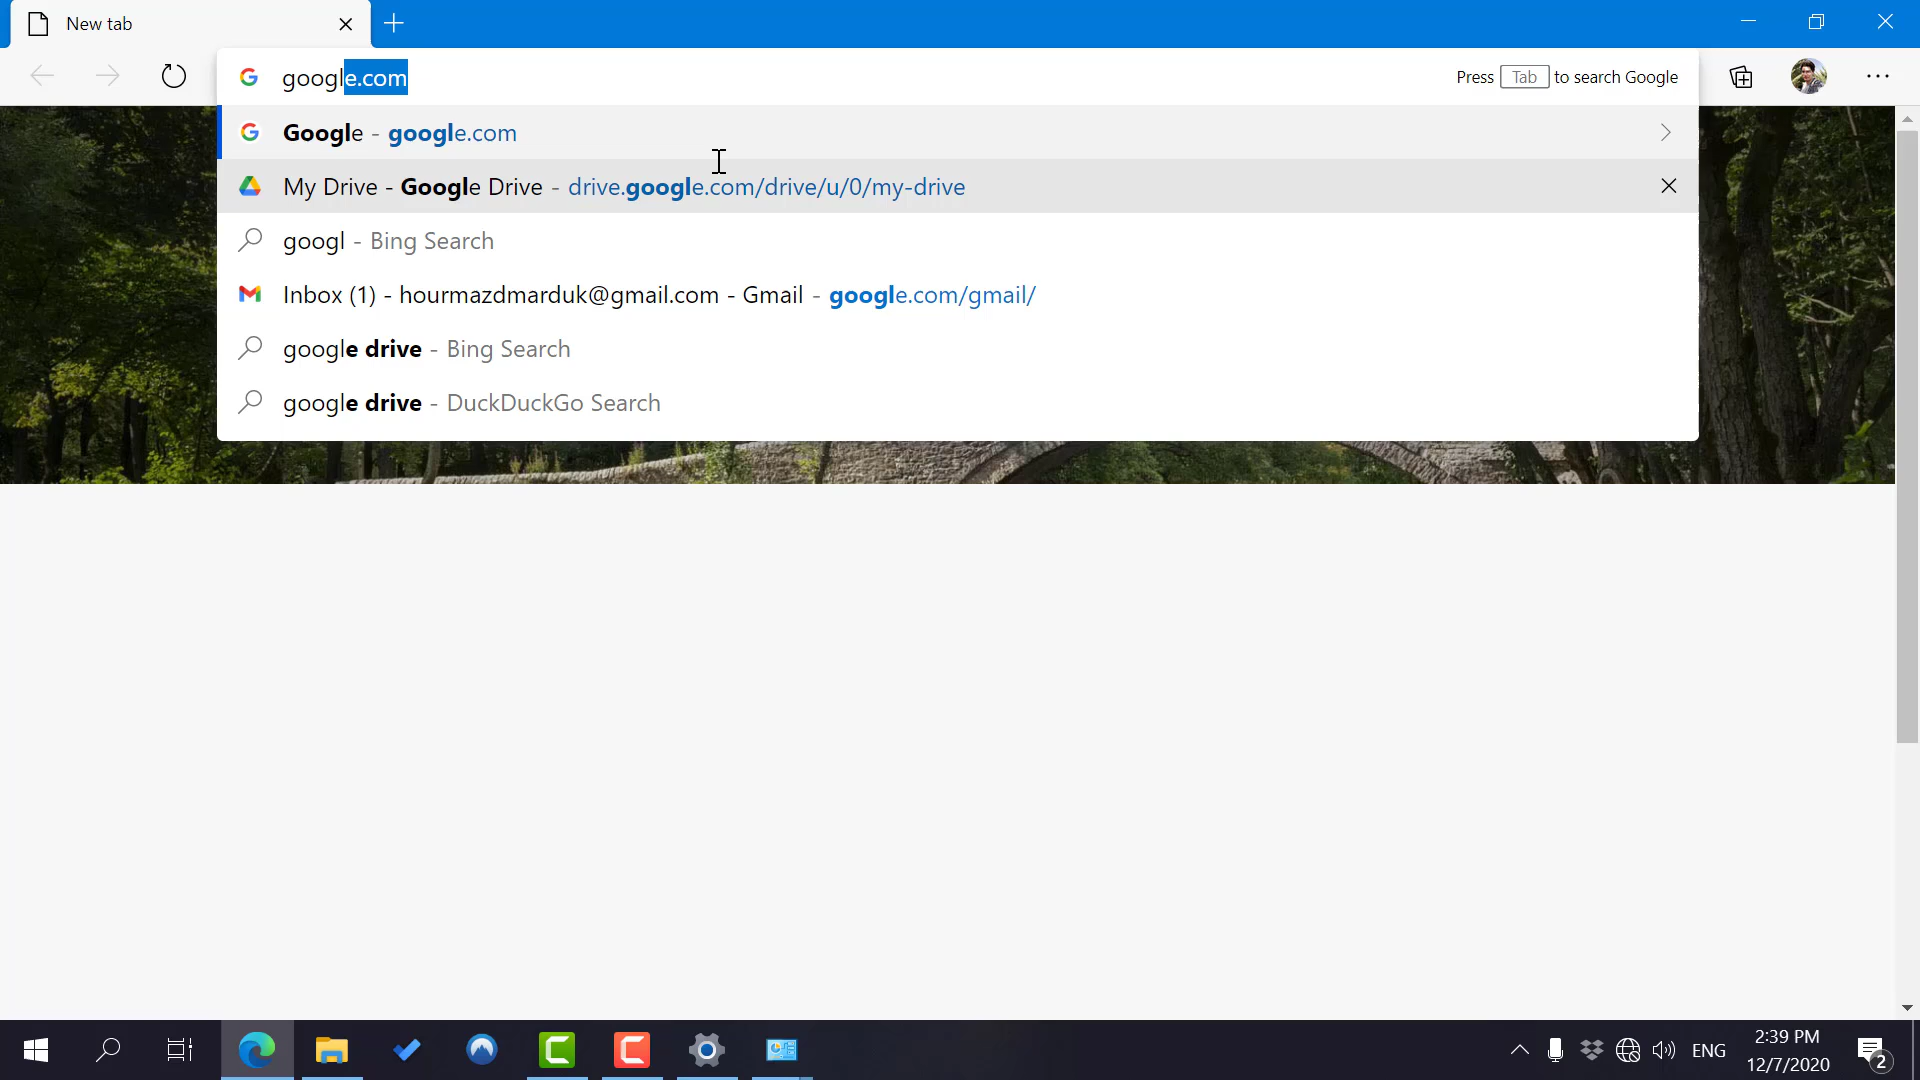 New tab
google.com
Press Tab to search Google
Google - google.com
My Drive - Google Drive - drive.google.com/drive/u/0/my-drive
googl - Bing Search
Inbox (1) - hourmazdmarduk@gmail.com - Gmail - google.com/gmail/
google drive - Bing Search
google drive - DuckDuckGo Search
ENG
2:39 PM
12/7/2020
2